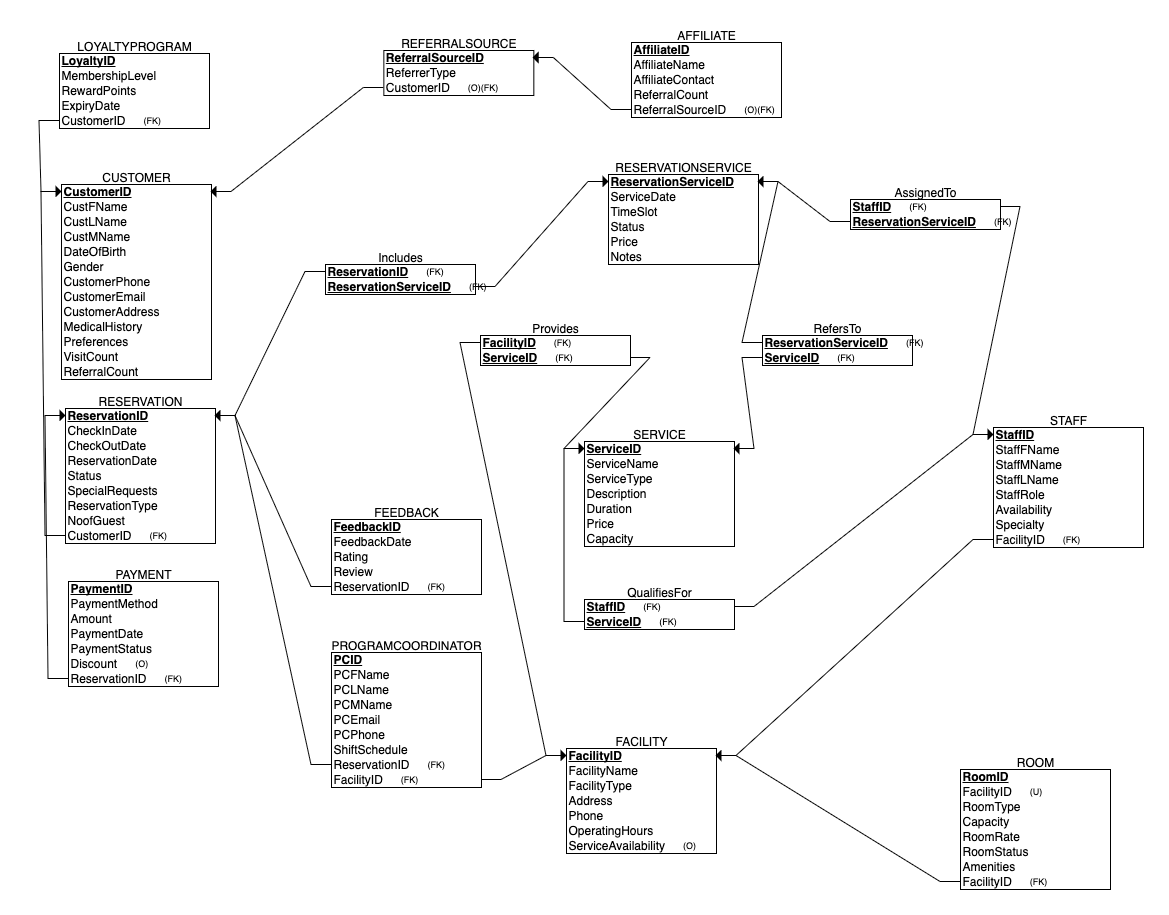 LOYALTYPROGRAM
LoyaltyID
MembershipLevel
RewardPoints
ExpiryDate
CustomerID (FK)
REFERRALSOURCE
ReferralSourceID
ReferrerType
CustomerID (O)(FK)
AFFILIATE
AffiliateID
AffiliateName
AffiliateContact
ReferralCount
ReferralSourceID (O)(FK)
CUSTOMER
CustomerID
CustFName
CustLName
CustMName
DateOfBirth
Gender
CustomerPhone
CustomerEmail
CustomerAddress
MedicalHistory
Preferences
VisitCount
ReferralCount
RESERVATIONSERVICE
ReservationServiceID
ServiceDate
TimeSlot
Status
Price
Notes
AssignedTo
StaffID (FK)
ReservationServiceID (FK)
Includes
ReservationID (FK)
ReservationServiceID (FK)
Provides
FacilityID (FK)
ServiceID (FK)
RefersTo
ReservationServiceID (FK)
ServiceID (FK)
RESERVATION
ReservationID
CheckInDate
CheckOutDate
ReservationDate
Status
SpecialRequests
ReservationType
NoofGuest
CustomerID (FK)
SERVICE
ServiceID
ServiceName
ServiceType
Description
Duration
Price
Capacity
STAFF
StaffID
StaffFName
StaffMName
StaffLName
StaffRole
Availability
Specialty
FacilityID (FK)
FEEDBACK
FeedbackID
FeedbackDate
Rating
Review
ReservationID (FK)
PAYMENT
PaymentID
PaymentMethod
Amount
PaymentDate
PaymentStatus
Discount (O)
ReservationID (FK)
QualifiesFor
StaffID (FK)
ServiceID (FK)
PROGRAMCOORDINATOR
PCID
PCFName
PCLName
PCMName
PCEmail
PCPhone
ShiftSchedule
ReservationID (FK)
FacilityID (FK)
FACILITY
FacilityID
FacilityName
FacilityType
Address
Phone
OperatingHours
ServiceAvailability (O)
ROOM
RoomID
FacilityID (U)
RoomType
Capacity
RoomRate
RoomStatus
Amenities
FacilityID (FK)